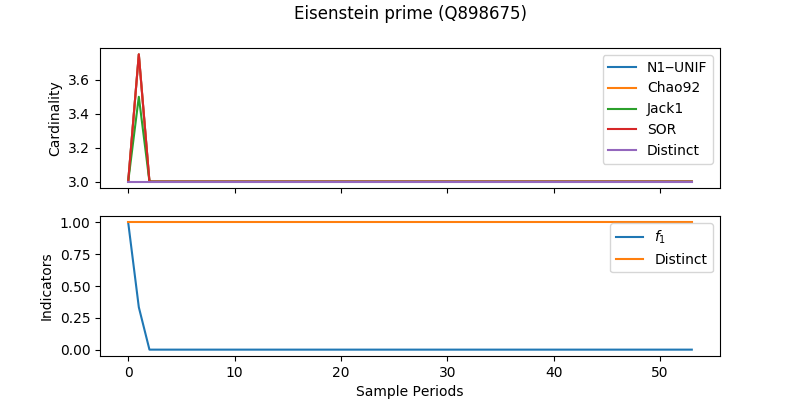 Eisenstein prime (Q898675)
Cardinality
3.6
3.4
3.2
3.0
N1‒UNIF
Chao92
Jack1
SOR
Distinct
Indicators
1.00
0.75
0.50
0.25
0.00
f₁
Distinct
0 10 20 30 40 50
Sample Periods